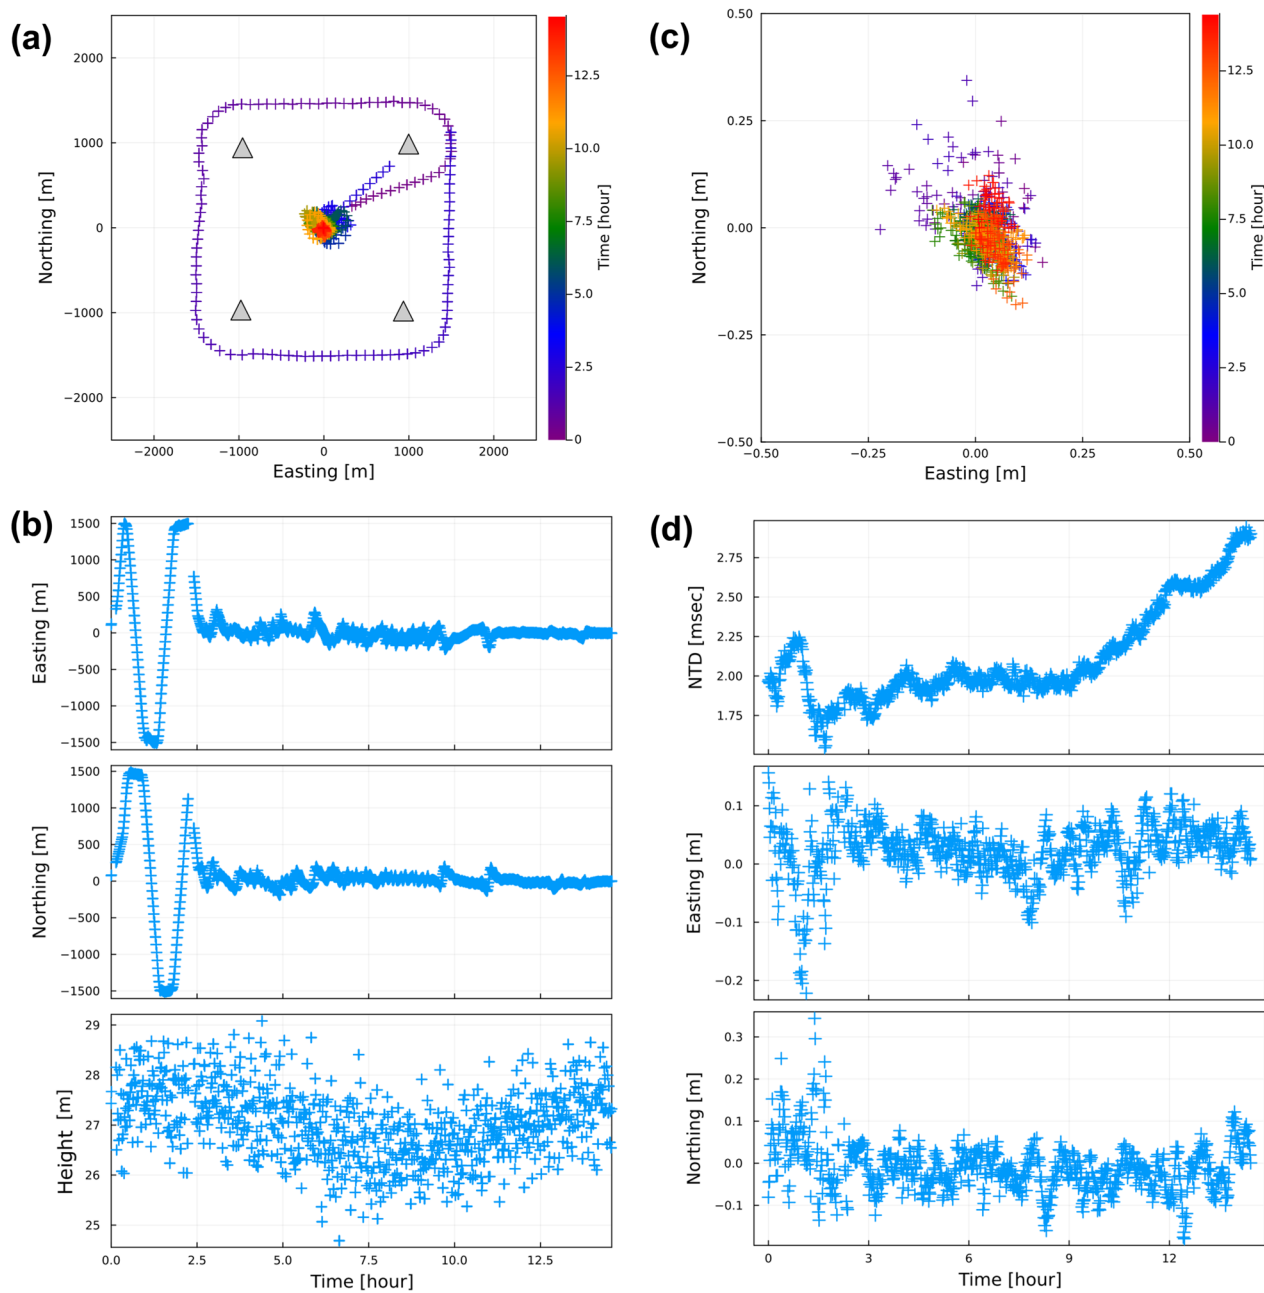 (a)
2000
1000
0
−1000
−2000
Northing [m]
−2000 −1000 0 1000 2000
Easting [m]
12.5
10.0
7.5
5.0
2.5
0
Time [hour]
(c)
0.50
0.25
0.00
−0.25
−0.50
Northing [m]
−0.50 −0.25 0.00 0.25 0.50
Easting [m]
12.5
10.0
7.5
5.0
2.5
0
Time [hour]
(b)
1500
1000
500
0
−500
−1000
−1500
Easting [m]
1500
1000
500
0
−500
−1000
−1500
Northing [m]
29
28
27
26
25
Height [m]
0.0 2.5 5.0 7.5 10.0 12.5
Time [hour]
(d)
2.75
2.50
2.25
2.00
1.75
NTD [msec]
0.1
0.0
−0.1
−0.2
Easting [m]
0.3
0.2
0.1
0.0
−0.1
Northing [m]
0 3 6 9 12
Time [hour]